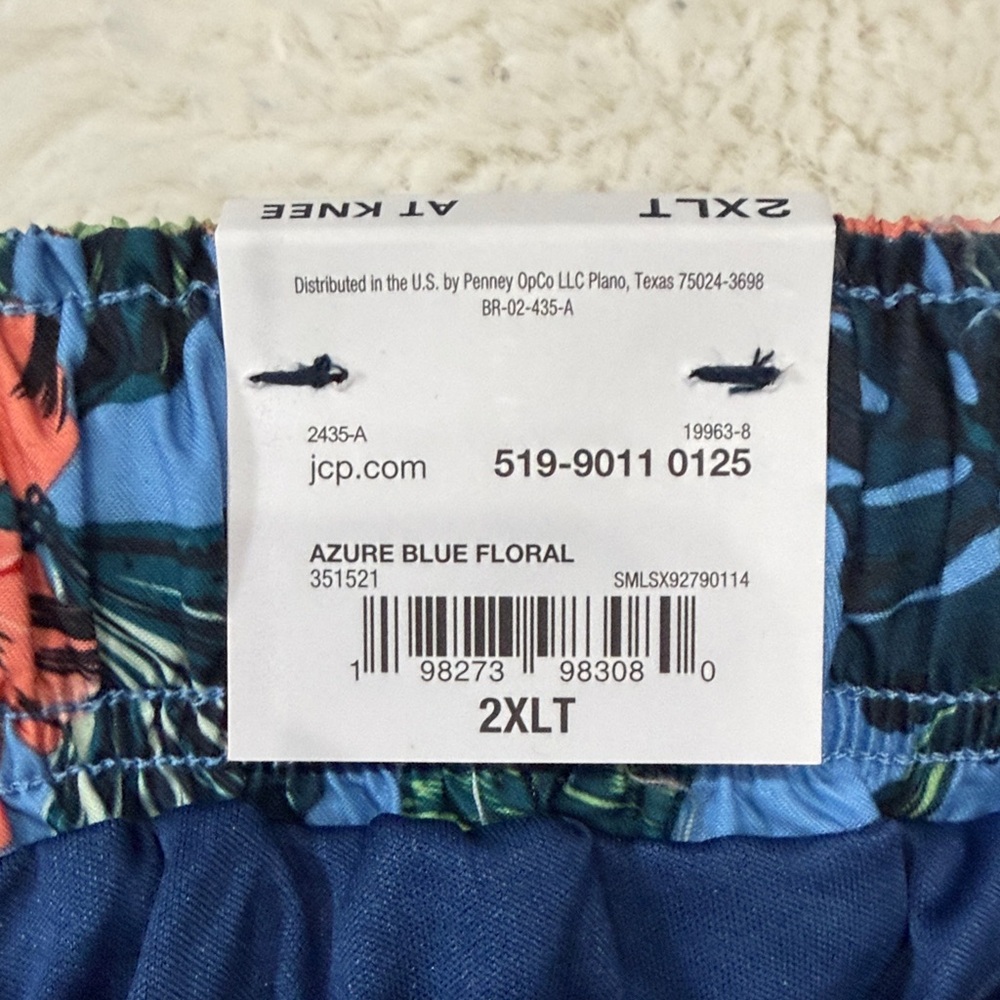 AT KNEE 2XLT
Distributed in the U.S. by Penney OpCo LLC Plano, Texas 75024-3698
BR-02-435-A
2435-A 19963-8
jcp.com 519-9011 0125
AZURE BLUE FLORAL
351521 SMLSX92790114
1 98273 98308 0
2XLT